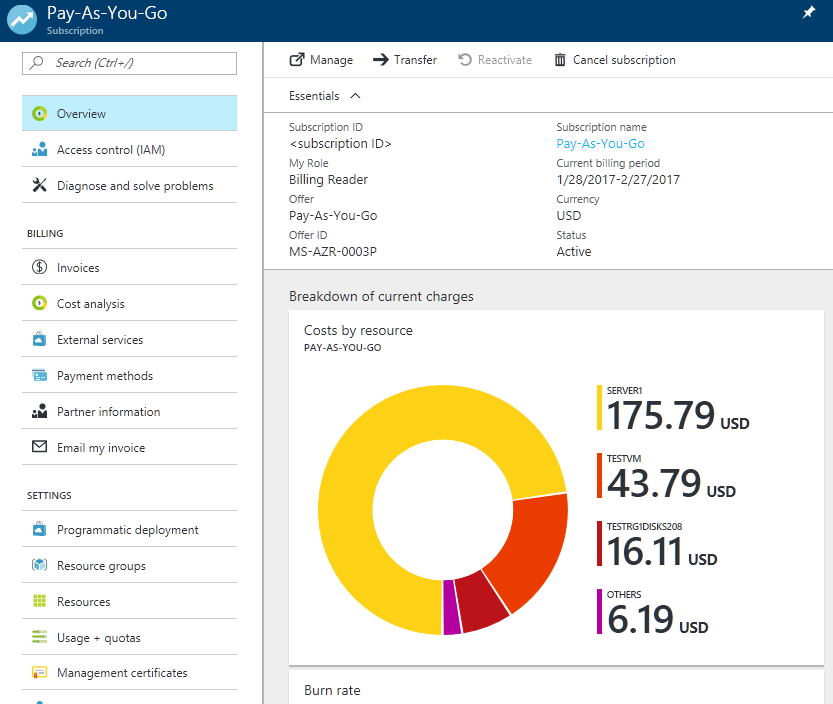 Pay-As-You-Go
Subscription
Search (Ctrl+/)
Overview
Access control (IAM)
Diagnose and solve problems
BILLING
Invoices
Cost analysis
External services
Payment methods
Partner information
Email my invoice
SETTINGS
Programmatic deployment
Resource groups
Resources
Usage + quotas
Management certificates
Manage Transfer Reactivate Cancel subscription
Essentials
Subscription ID
<subscription ID>
My Role
Billing Reader
Offer
Pay-As-You-Go
Offer ID
MS-AZR-0003P
Subscription name
Pay-As-You-Go
Current billing period
1/28/2017-2/27/2017
Currency
USD
Status
Active
Breakdown of current charges
Costs by resource
PAY-AS-YOU-GO
SERVER1
175.79 USD
TESTVM
43.79 USD
TESTRG1DISKS208
16.11 USD
OTHERS
6.19 USD
Burn rate